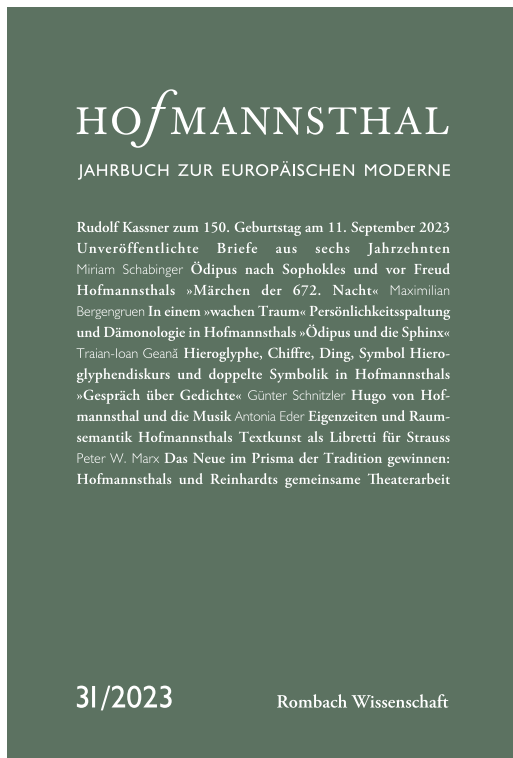 HOfMANNSTHAL
JAHRBUCH ZUR EUROPÄISCHEN MODERNE
Rudolf Kassner zum 150. Geburtstag am 11. September 2023
Unveröffentlichte Briefe aus sechs Jahrzehnten
Miriam Schabinger Ödipus nach Sophokles und vor Freud
Hofmannsthals »Märchen der 672. Nacht« Maximilian
Bergengruen In einem »wachen Traum« Persönlichkeitsspaltung
und Dämonologie in Hofmannsthals »Ödipus und die Sphinx«
Traian-Ioan Geană Hieroglyphe, Chiffre, Ding, Symbol Hiero-
glyphendiskurs und doppelte Symbolik in Hofmannsthals
»Gespräch über Gedichte« Günter Schnitzler Hugo von Hof-
mannsthal und die Musik Antonia Eder Eigenzeiten und Raum-
semantik Hofmannsthals Textkunst als Libretti für Strauss
Peter W. Marx Das Neue im Prisma der Tradition gewinnen:
Hofmannsthals und Reinhardts gemeinsame Theaterarbeit
31/2023
Rombach Wissenschaft